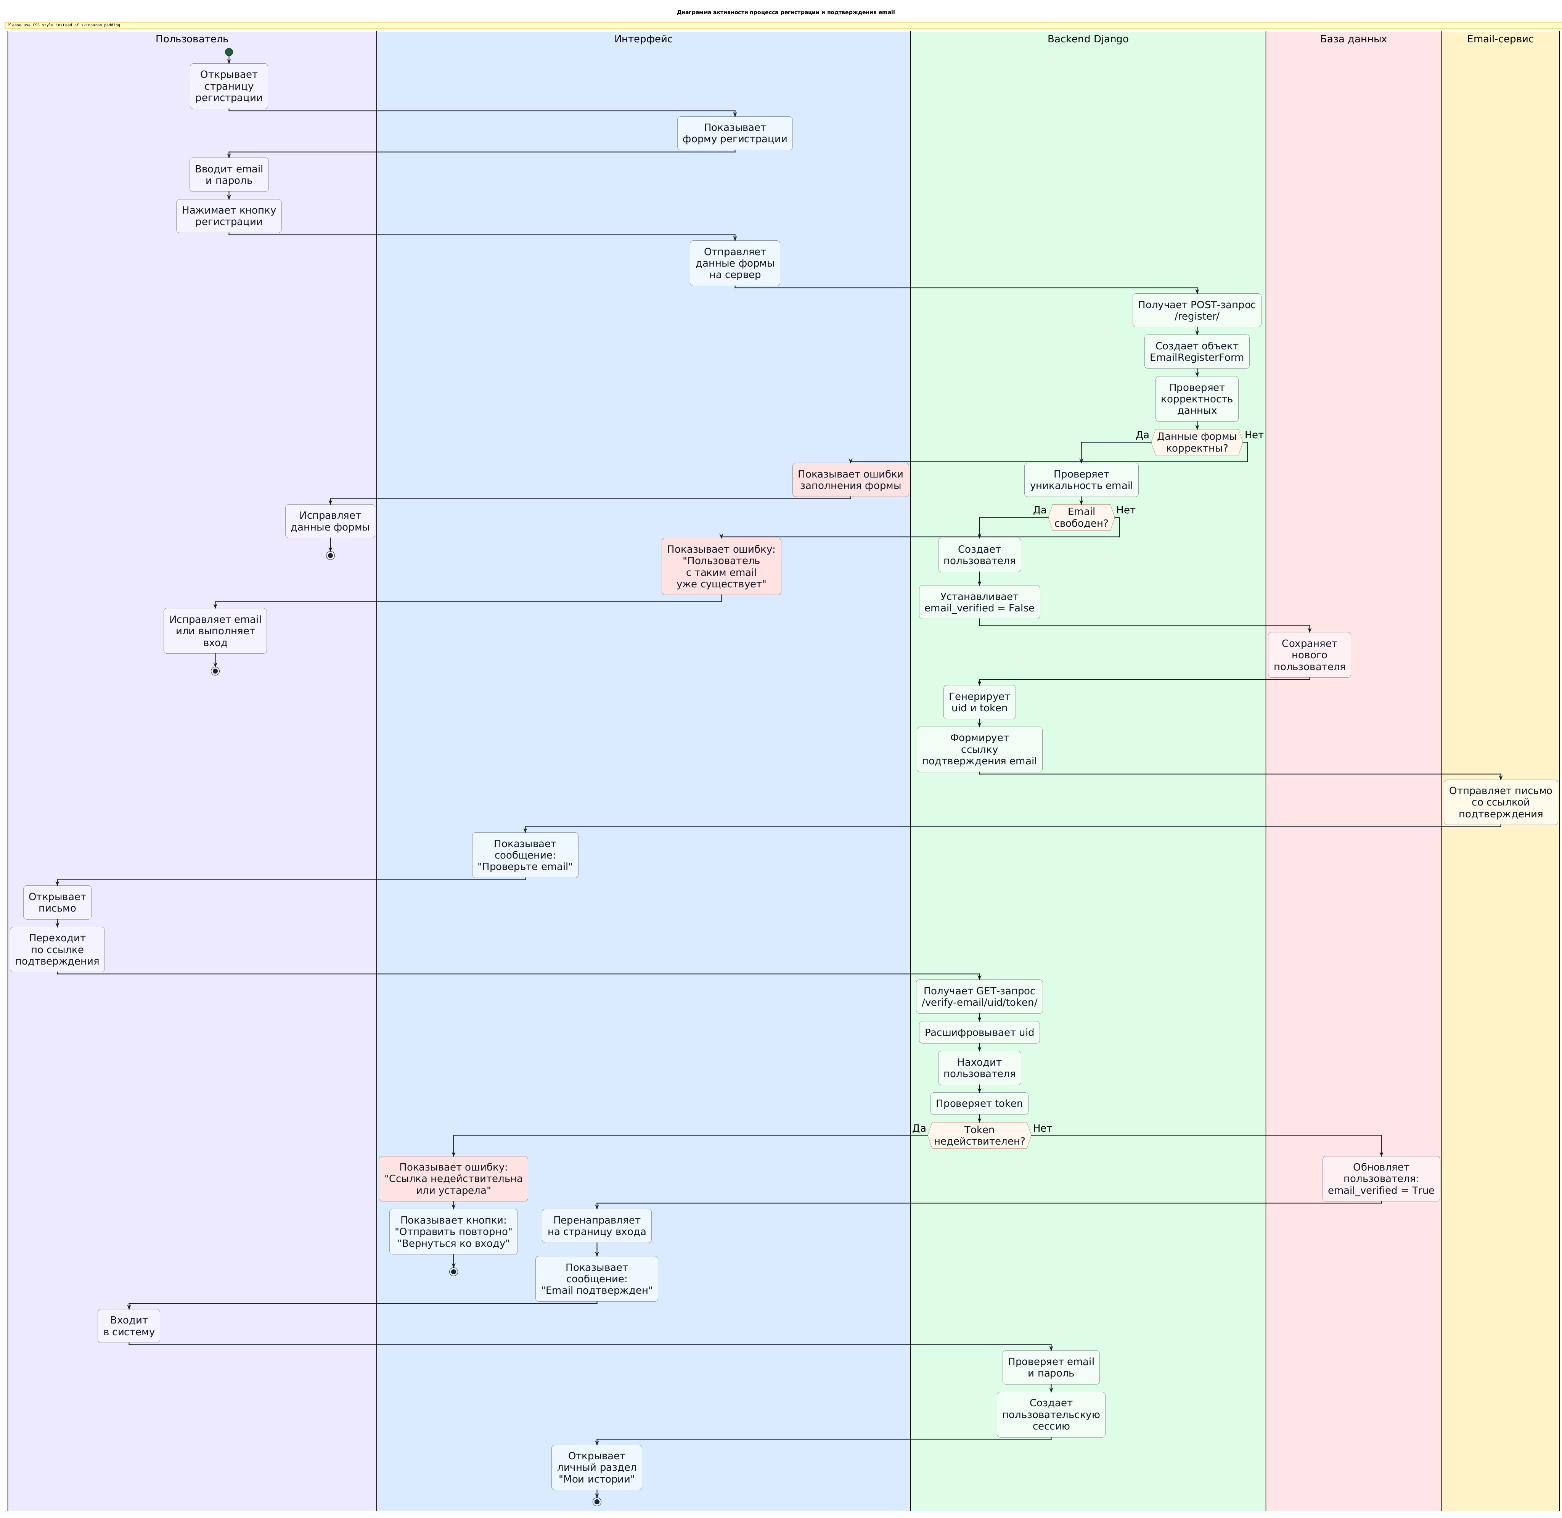 Диаграмма активности процесса регистрации и подтверждения email
Please use CSS style instead of skinparam padding
Пользователь
Интерфейс
Backend Django
База данных
Email-сервис
Открывает
страницу
регистрации
Показывает
форму регистрации
Вводит email
и пароль
Нажимает кнопку
регистрации
Отправляет
данные формы
на сервер
Получает POST-запрос
/register/
Создает объект
EmailRegisterForm
Проверяет
корректность
данных
Да
Данные формы
корректны?
Нет
Показывает ошибки
заполнения формы
Проверяет
уникальность email
Исправляет
данные формы
Да
Email
свободен?
Нет
Показывает ошибку:
"Пользователь
с таким email
уже существует"
Создает
пользователя
Устанавливает
email_verified = False
Исправляет email
или выполняет
вход
Сохраняет
нового
пользователя
Генерирует
uid и token
Формирует
ссылку
подтверждения email
Отправляет письмо
со ссылкой
подтверждения
Показывает
сообщение:
"Проверьте email"
Открывает
письмо
Переходит
по ссылке
подтверждения
Получает GET-запрос
/verify-email/uid/token/
Расшифровывает uid
Находит
пользователя
Проверяет token
Да
Token
недействителен?
Нет
Показывает ошибку:
"Ссылка недействительна
или устарела"
Обновляет
пользователя:
email_verified = True
Показывает кнопки:
"Отправить повторно"
"Вернуться ко входу"
Перенаправляет
на страницу входа
Показывает
сообщение:
"Email подтвержден"
Входит
в систему
Проверяет email
и пароль
Создает
пользовательскую
сессию
Открывает
личный раздел
"Мои истории"